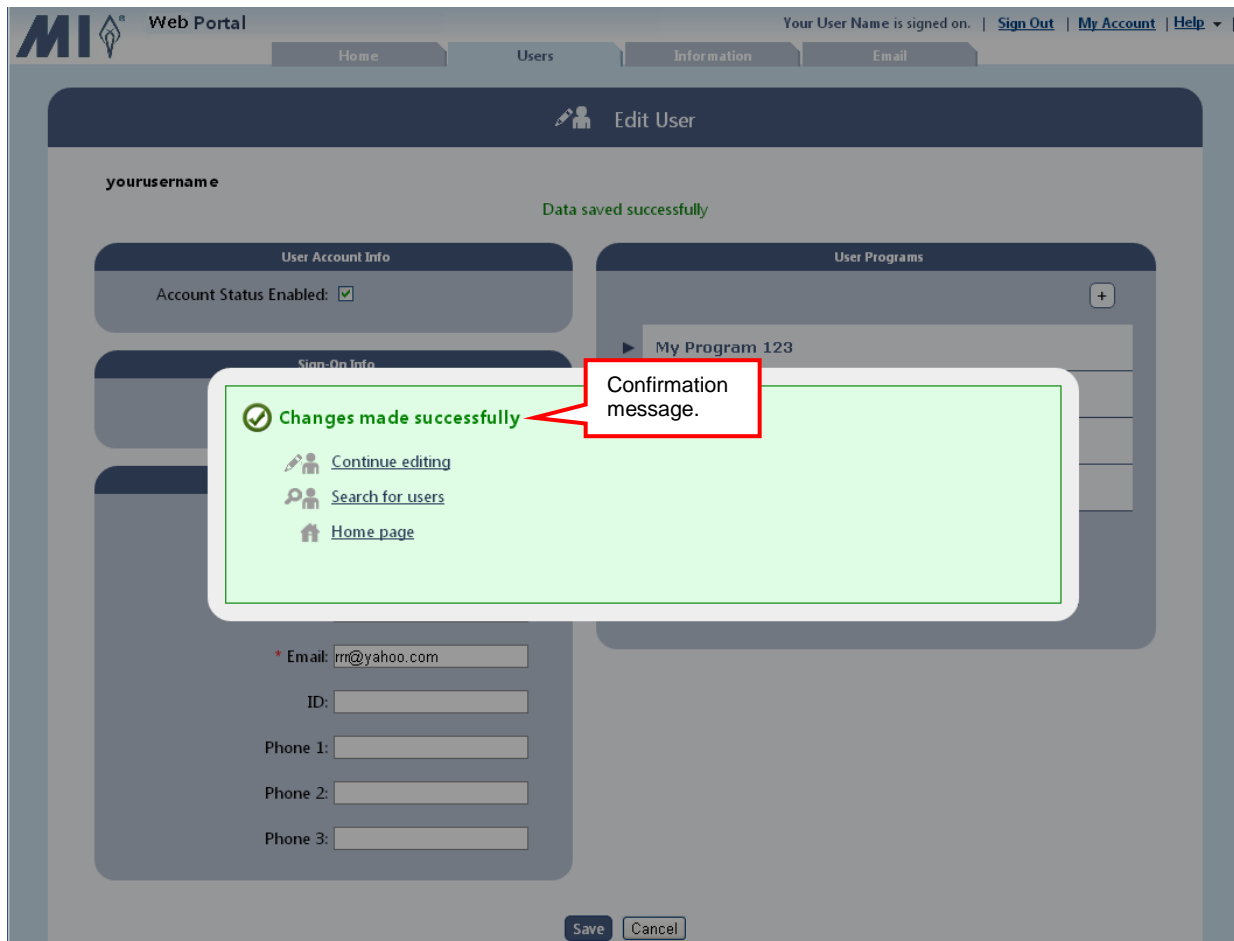 MI Web Portal
Your User Name is signed on. | Sign Out | My Account | Help
Home Users Information Email
Edit User
yourusername
Data saved successfully
User Account Info
Account Status Enabled:
User Programs
+
My Program 123
Sign-On Info
Confirmation
message.
Changes made successfully
Continue editing
Search for users
Home page
* Email: rrr@yahoo.com
ID:
Phone 1:
Phone 2:
Phone 3:
Save Cancel